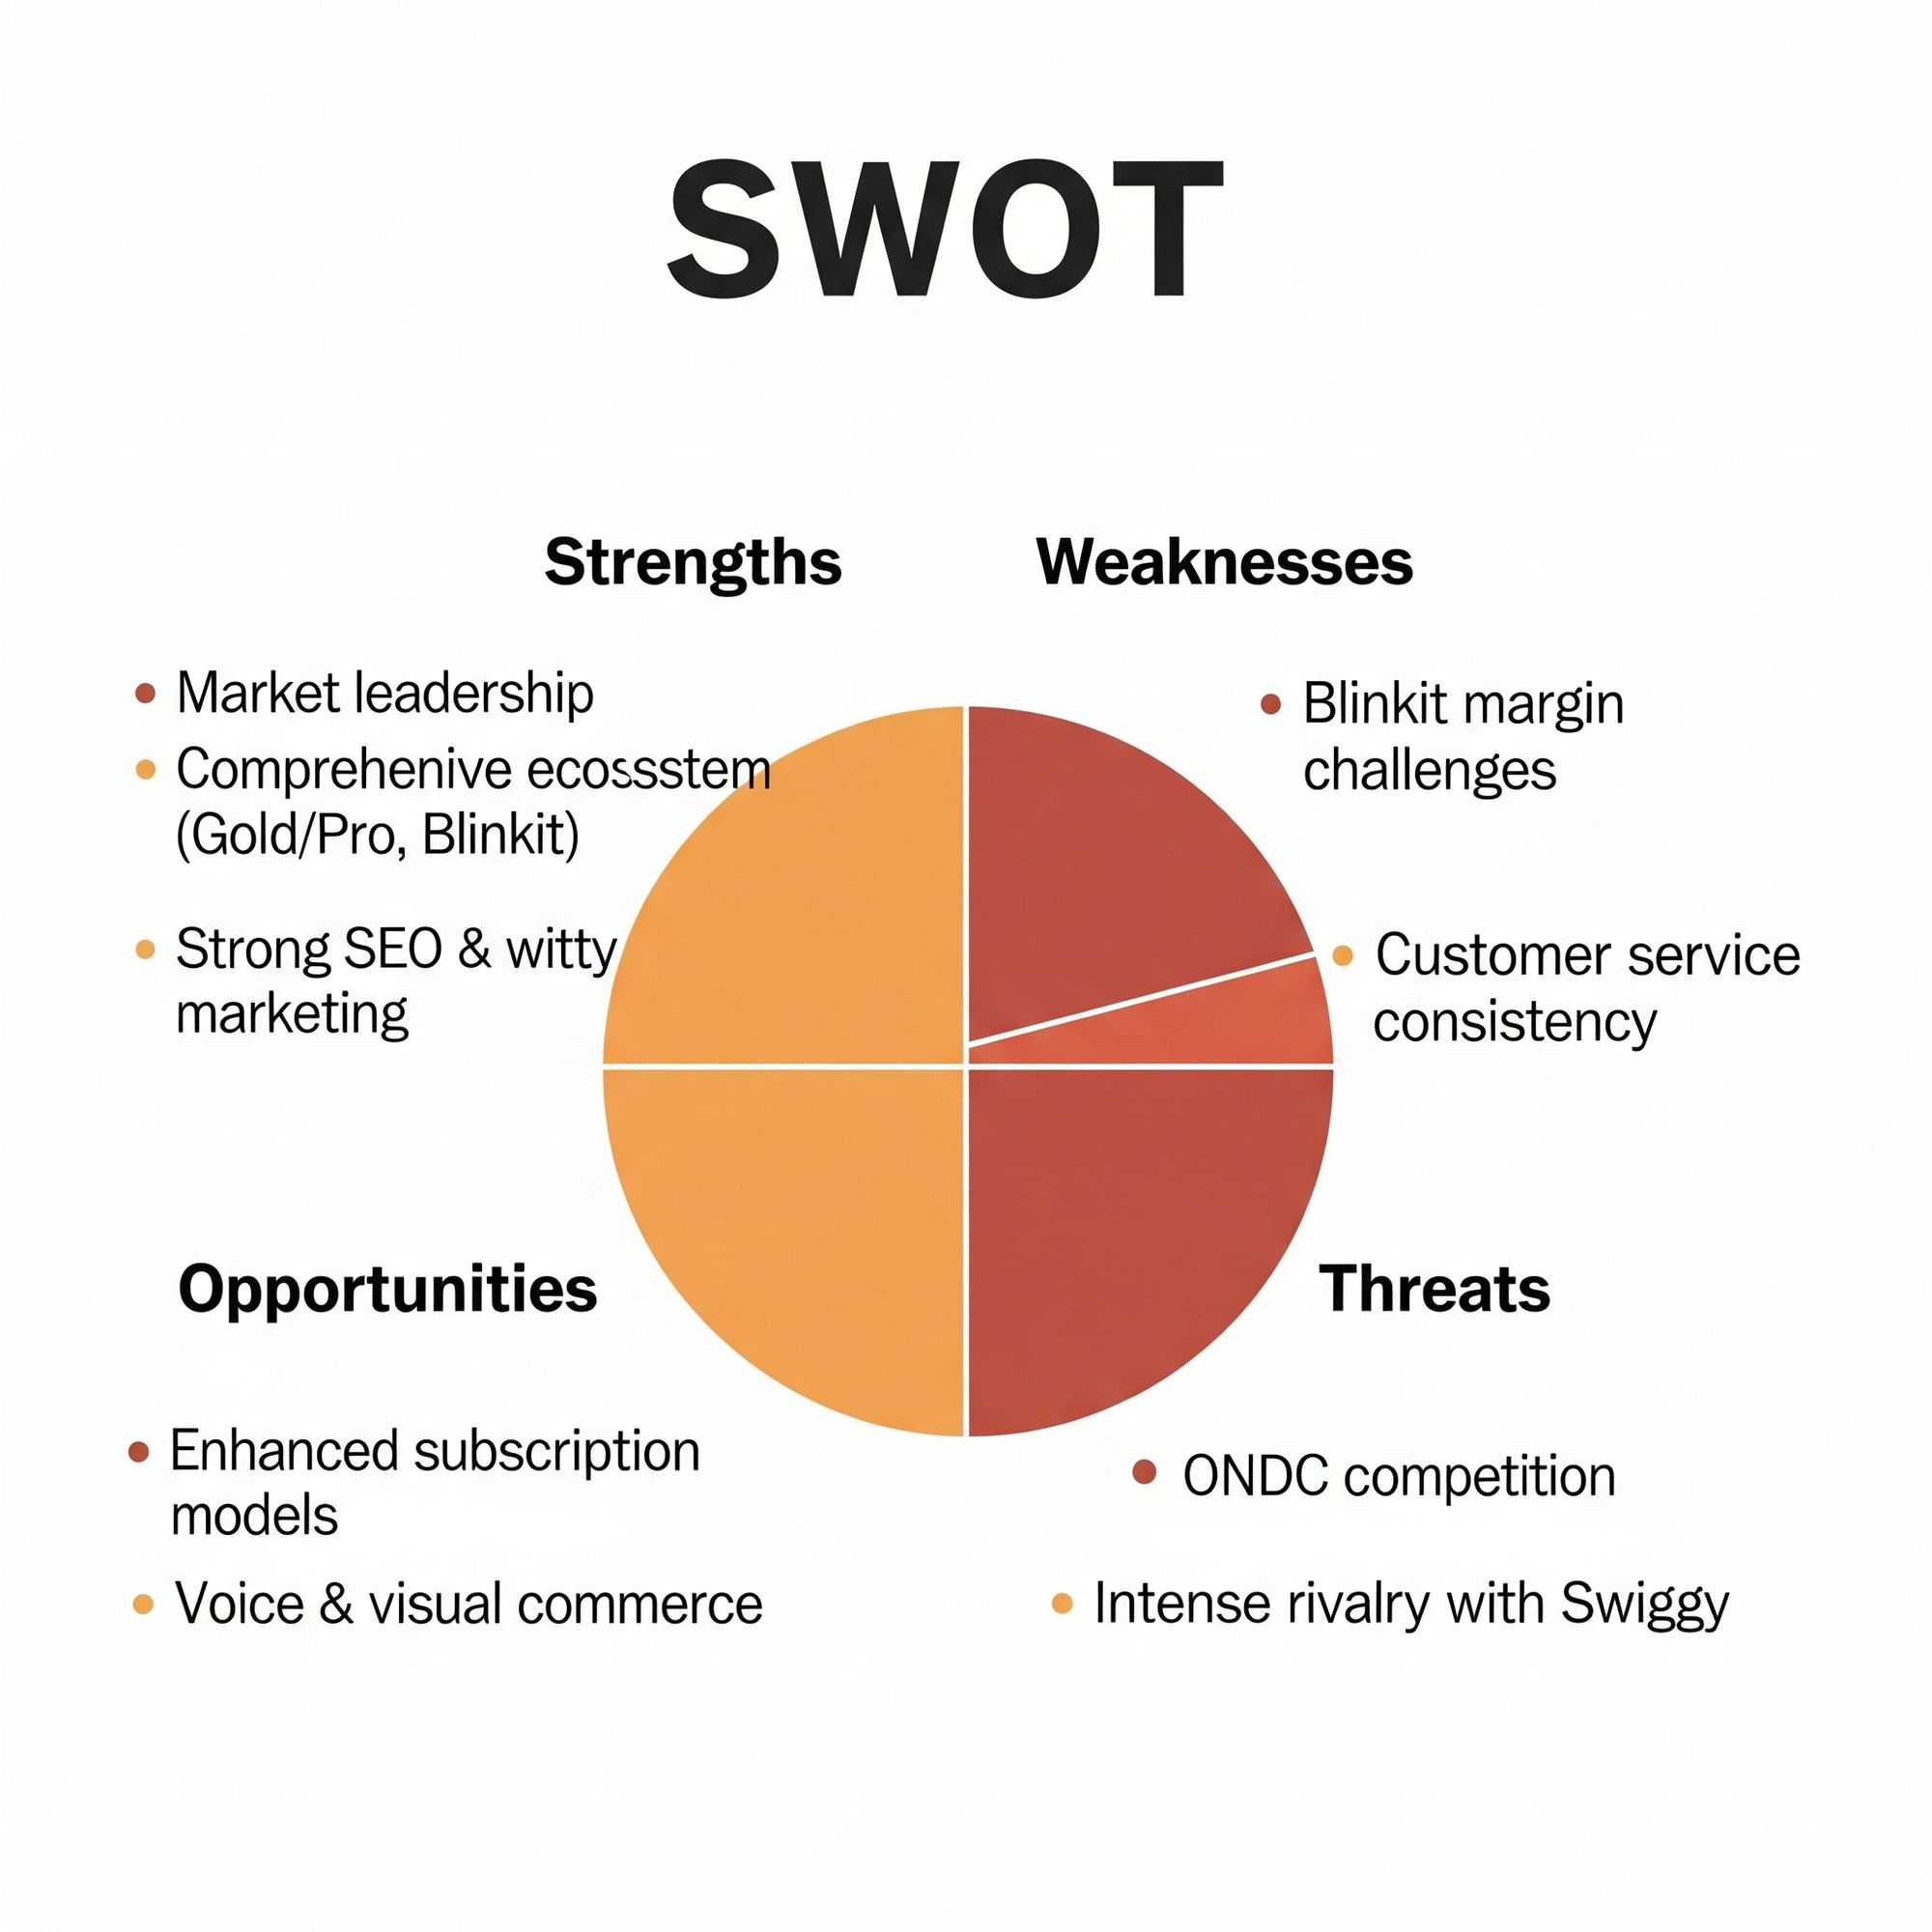 SWOT
Strengths
Market leadership
Comprehenive ecosssstem
(Gold/Pro, Blinkit)
Strong SEO & witty
marketing
Weaknesses
Blinkit margin
challenges
Customer service
consistency
Opportunities
Enhanced subscription
models
Voice & visual commerce
Threats
ONDC competition
Intense rivalry with Swiggy